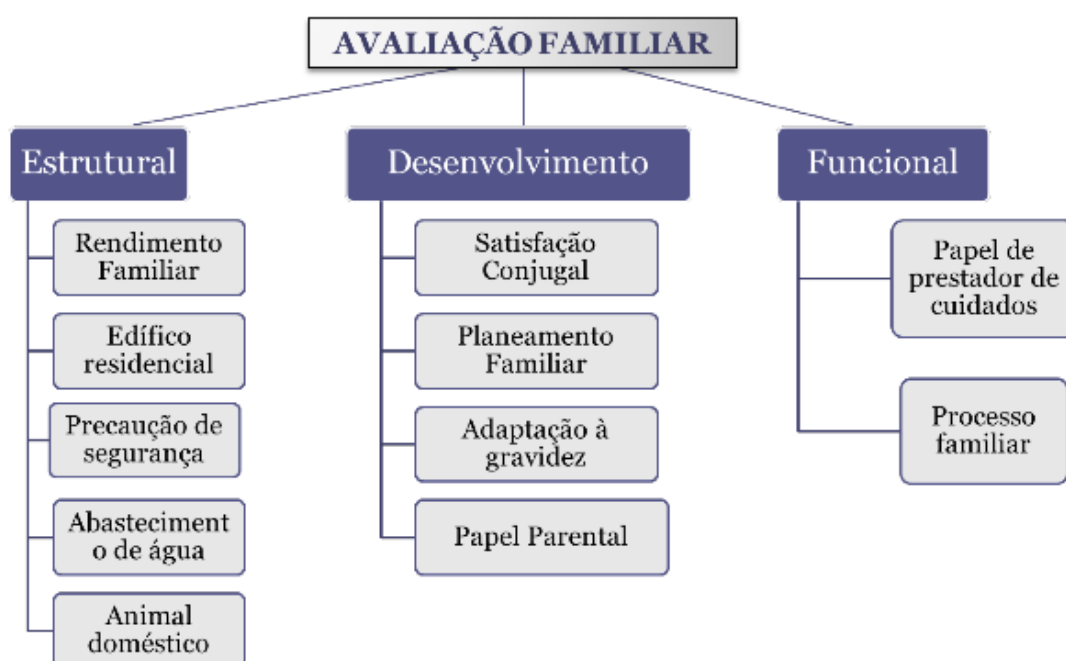 AVALIAÇÃO FAMILIAR
Estrutural
Rendimento
Familiar
Edífico
residencial
Precaução de
segurança
Abasteciment
o de água
Animal
doméstico
Desenvolvimento
Satisfação
Conjugal
Planeamento
Familiar
Adaptação à
gravidez
Papel Parental
Funcional
Papel de
prestador de
cuidados
Processo
familiar